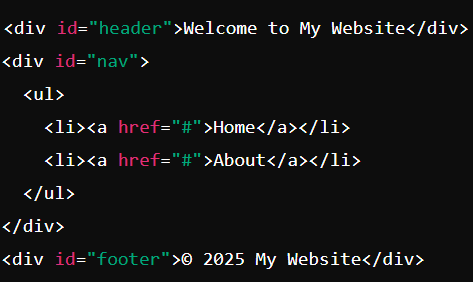 <div id="header">Welcome to My Website</div>
<div id="nav">
  <ul>
    <li><a href="#">Home</a></li>
    <li><a href="#">About</a></li>
  </ul>
</div>
<div id="footer">© 2025 My Website</div>